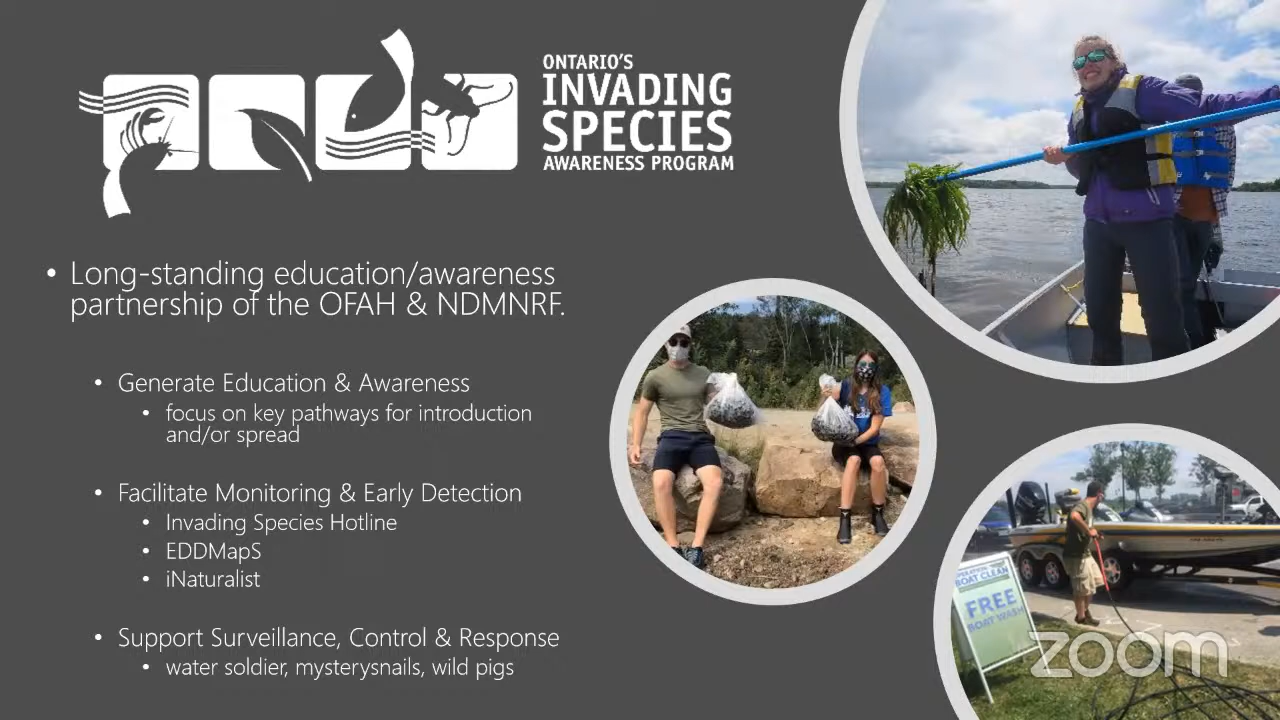 ONTARIO'S
INVADING
SPECIES
AWARENESS PROGRAM
• Long-standing education/awareness
partnership of the OFAH & NDMNRF.
• Generate Education & Awareness
• focus on key pathways for introduction
and/or spread
• Facilitate Monitoring & Early Detection
• Invading Species Hotline
• EDDMapS
• iNaturalist
• Support Surveillance, Control & Response
• water soldier, mysterysnails, wild pigs
OPERATION
BOAT CLEAN
FREE
BOAT WASH
zoom